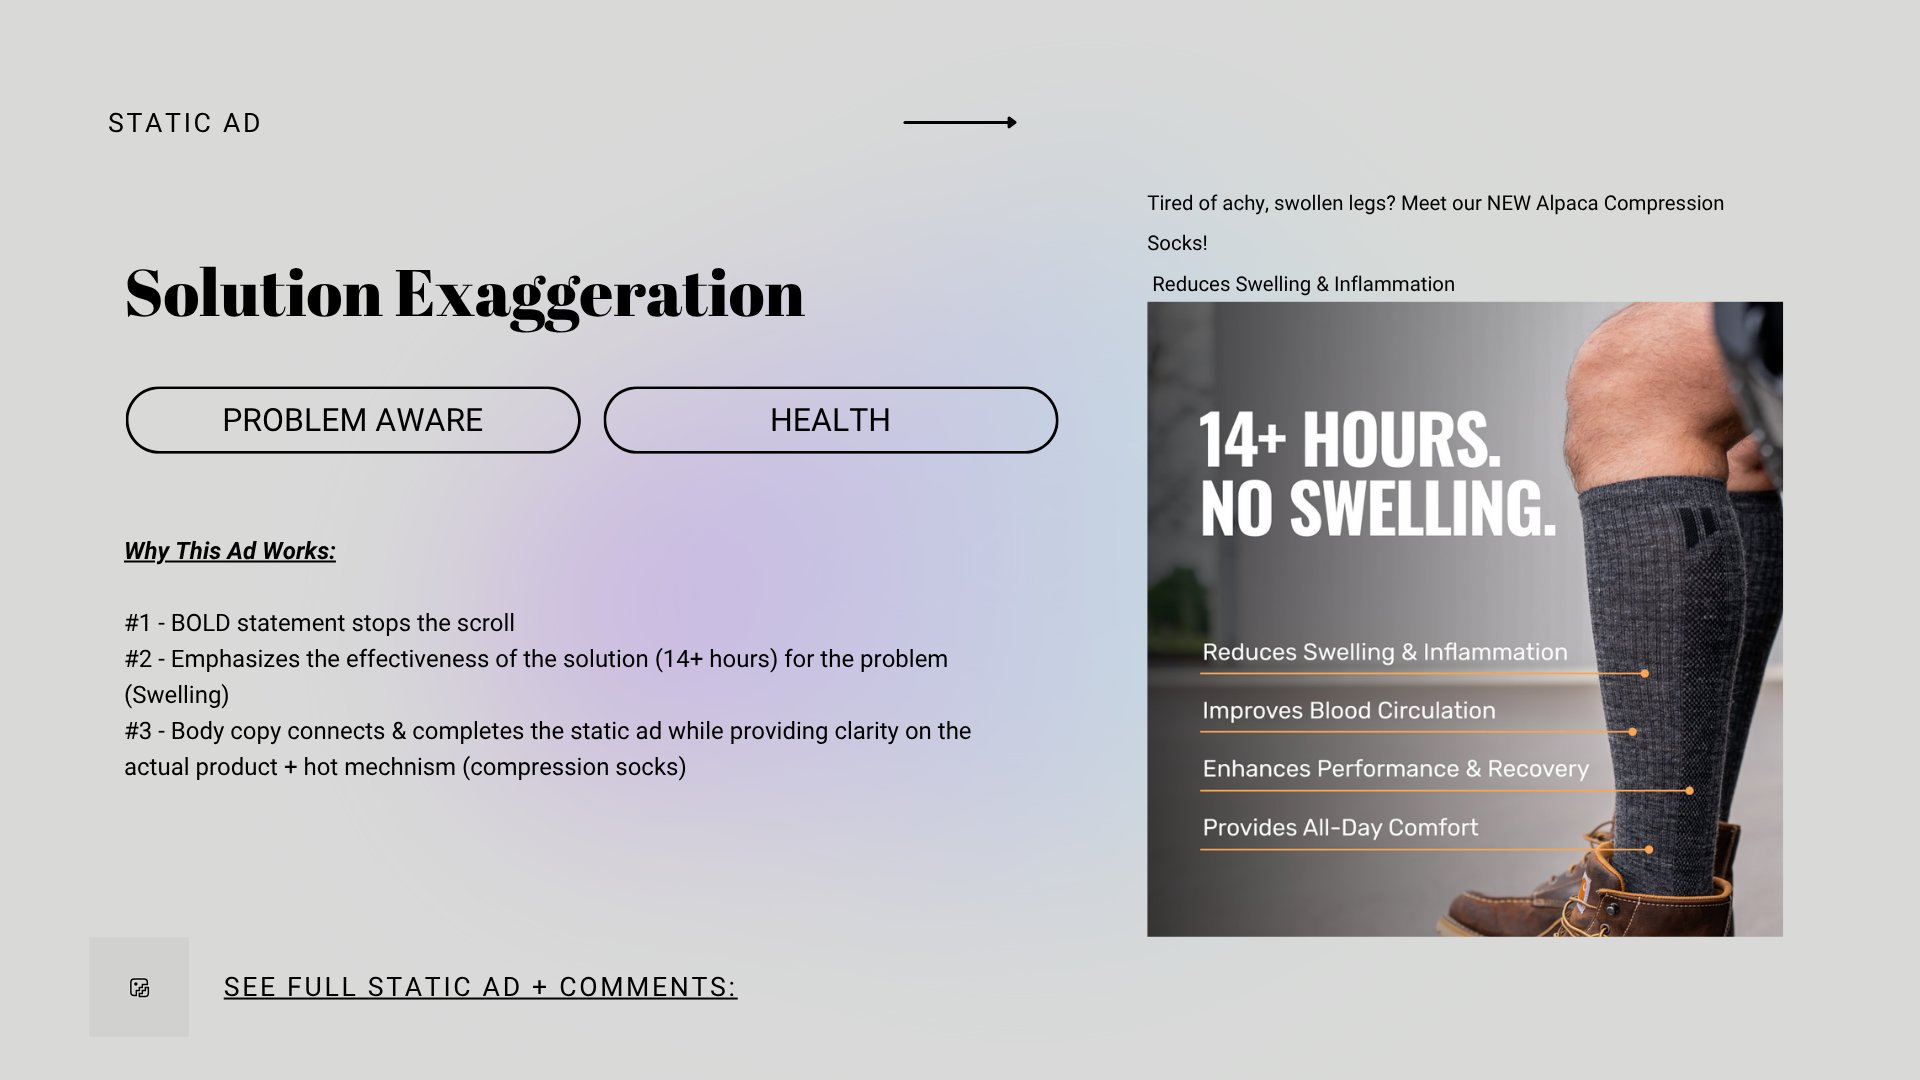 STATIC AD
Solution Exaggeration
PROBLEM AWARE
HEALTH
Why This Ad Works:
#1 - BOLD statement stops the scroll
#2 - Emphasizes the effectiveness of the solution (14+ hours) for the problem
(Swelling)
#3 - Body copy connects & completes the static ad while providing clarity on the
actual product + hot mechnism (compression socks)
SEE FULL STATIC AD + COMMENTS:
Tired of achy, swollen legs? Meet our NEW Alpaca Compression
Socks!
Reduces Swelling & Inflammation
14+ HOURS.
NO SWELLING.
Reduces Swelling & Inflammation
Improves Blood Circulation
Enhances Performance & Recovery
Provides All-Day Comfort